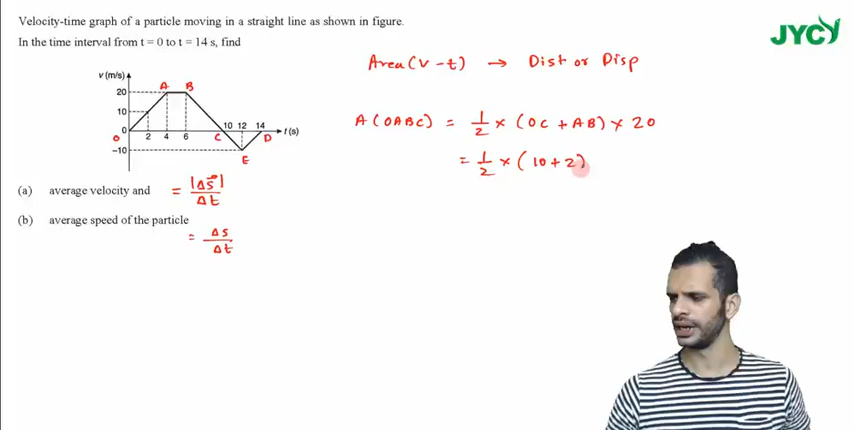 Velocity-time graph of a particle moving in a straight line as shown in figure.
In the time interval from t = 0 to t = 14 s, find
JYCY
Area (v - t) → Dist or Disp
v (m/s)
A B
20
10
0
-10
O
2 4 6
C
10 12 14
D
t (s)
E
A (OABC) = 1/2 × (OC + AB) × 20
= 1/2 × (10 + 2)
(a) average velocity and = |Δs⃗| / Δt
(b) average speed of the particle
= Δs / Δt